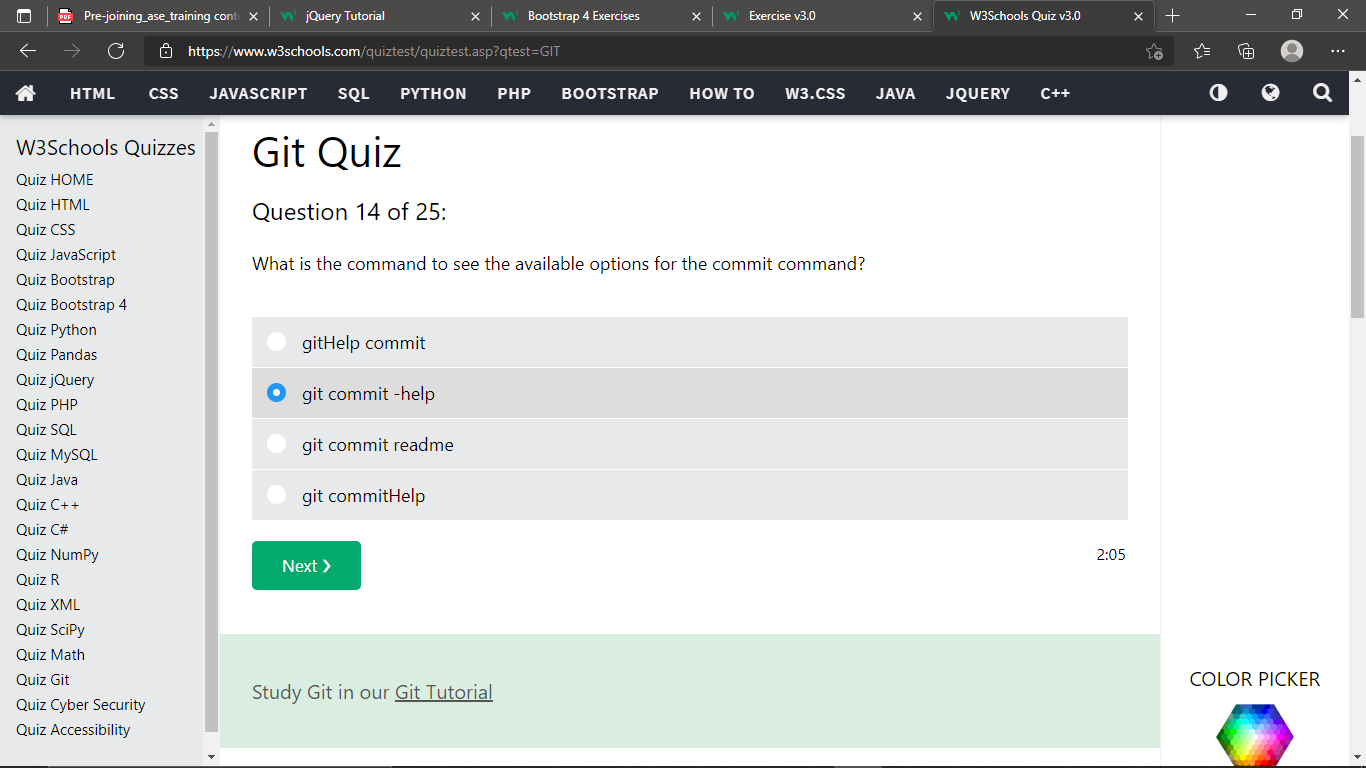 Pre-joining_ase_training cont
jQuery Tutorial
Bootstrap 4 Exercises
Exercise v3.0
W3Schools Quiz v3.0
https://www.w3schools.com/quiztest/quiztest.asp?qtest=GIT
HTML CSS JAVASCRIPT SQL PYTHON PHP BOOTSTRAP HOW TO W3.CSS JAVA JQUERY C++
W3Schools Quizzes
Quiz HOME
Quiz HTML
Quiz CSS
Quiz JavaScript
Quiz Bootstrap
Quiz Bootstrap 4
Quiz Python
Quiz Pandas
Quiz jQuery
Quiz PHP
Quiz SQL
Quiz MySQL
Quiz Java
Quiz C++
Quiz C#
Quiz NumPy
Quiz R
Quiz XML
Quiz SciPy
Quiz Math
Quiz Git
Quiz Cyber Security
Quiz Accessibility
Git Quiz
Question 14 of 25:
What is the command to see the available options for the commit command?
gitHelp commit
git commit -help
git commit readme
git commitHelp
Next ❯
2:05
Study Git in our Git Tutorial
COLOR PICKER